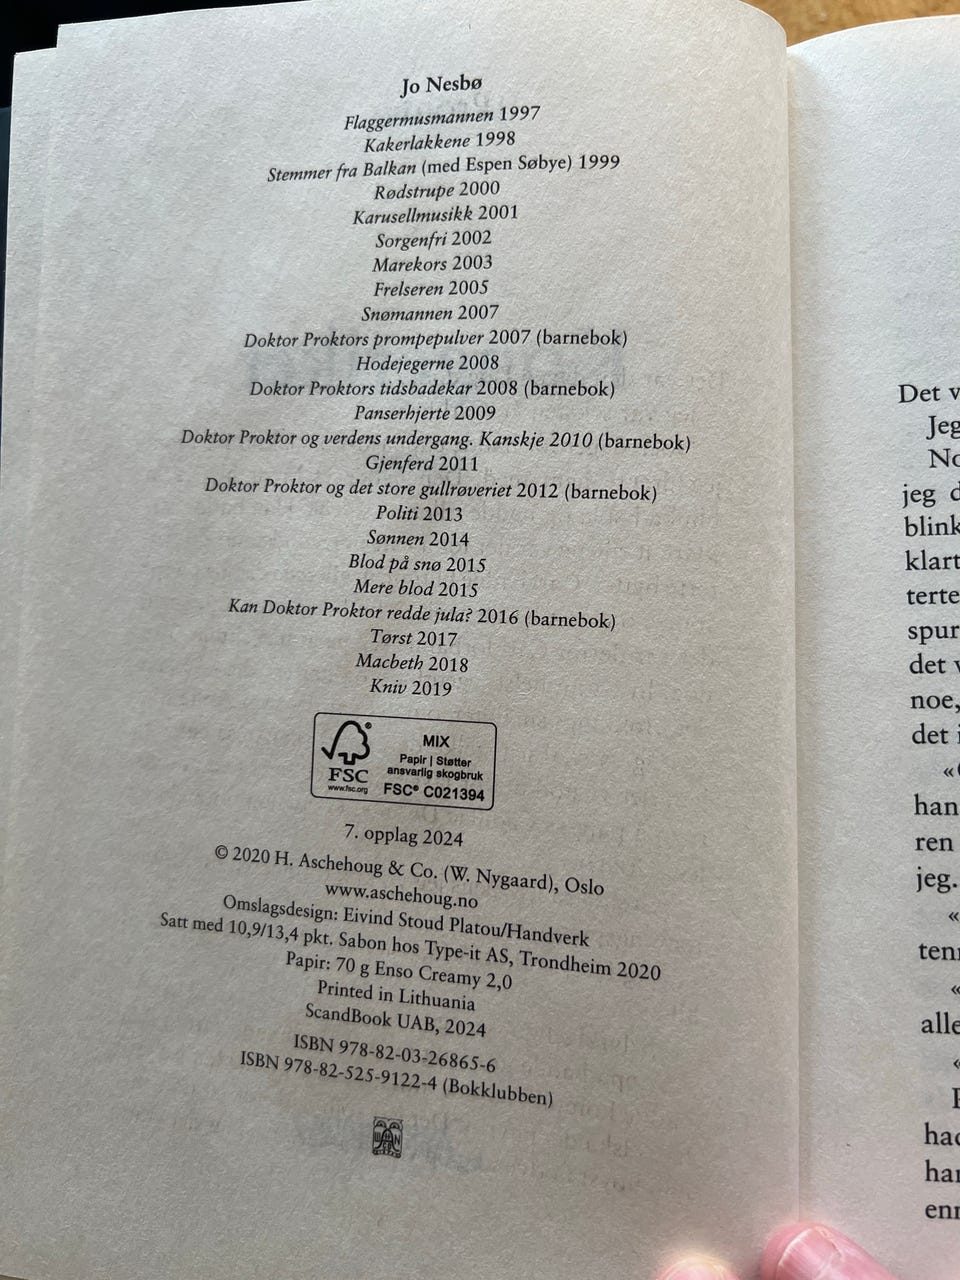 Jo Nesbø
Flaggermusmannen 1997
Kakerlakkene 1998
Stemmer fra Balkan (med Espen Søbye) 1999
Rødstrupe 2000
Karusellmusikk 2001
Sorgenfri 2002
Marekors 2003
Frelseren 2005
Snømannen 2007
Doktor Proktors prompepulver 2007 (barnebok)
Hodejegerne 2008
Doktor Proktors tidsbadekar 2008 (barnebok)
Panserhjerte 2009
Doktor Proktor og verdens undergang. Kanskje 2010 (barnebok)
Gjenferd 2011
Doktor Proktor og det store gullrøveriet 2012 (barnebok)
Politi 2013
Sønnen 2014
Blod på snø 2015
Mere blod 2015
Kan Doktor Proktor redde jula? 2016 (barnebok)
Tørst 2017
Macbeth 2018
Kniv 2019
FSC
www.fsc.org
MIX
Papir | Støtter
ansvarlig skogbruk
FSC® C021394
7. opplag 2024
© 2020 H. Aschehoug & Co. (W. Nygaard), Oslo
www.aschehoug.no
Omslagsdesign: Eivind Stoud Platou/Handverk
Satt med 10,9/13,4 pkt. Sabon hos Type-it AS, Trondheim 2020
Papir: 70 g Enso Creamy 2,0
Printed in Lithuania
ScandBook UAB, 2024
ISBN 978-82-03-26865-6
ISBN 978-82-525-9122-4 (Bokklubben)
Det v
Jeg
No
jeg d
blink
klart
terte
spur
det v
noe,
det i
«
han
ren
jeg.
«
tenn
«
alle
«
had
har
enn